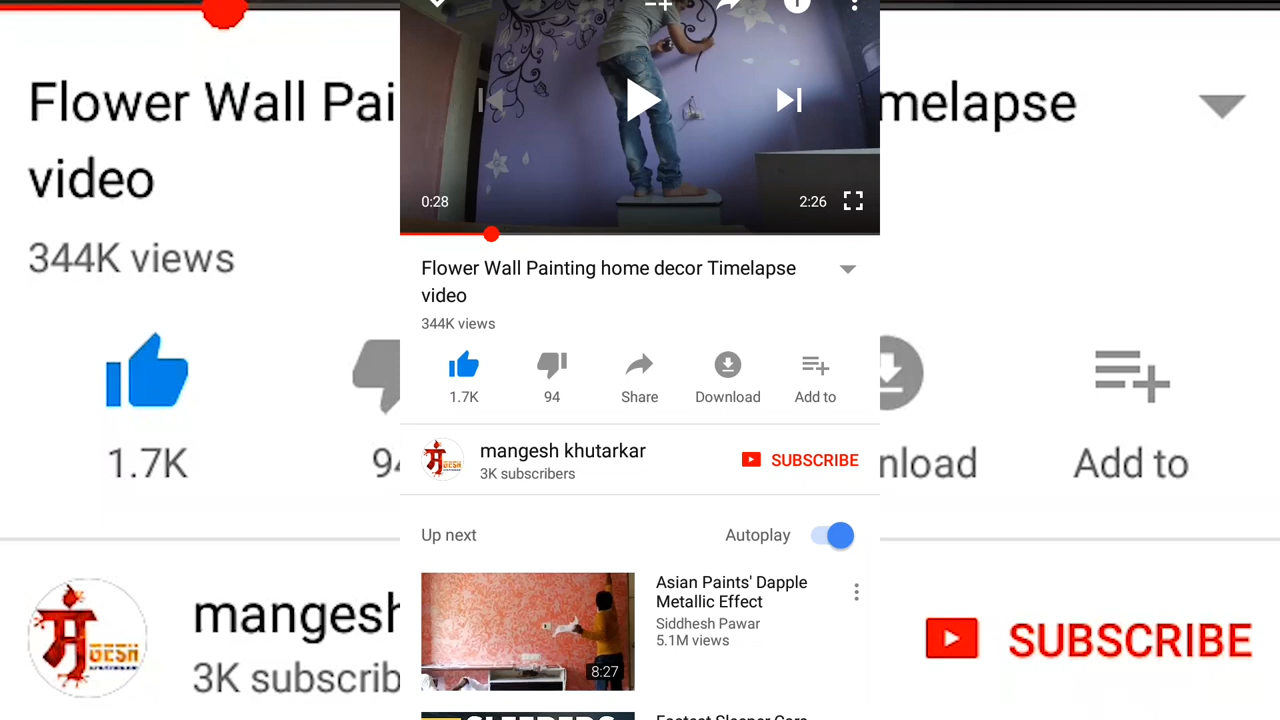 0:28
2:26
Flower Wall Painting home decor Timelapse
video
344K views
1.7K
94
Share
Download
Add to
मंGESH
mangesh khutarkar
3K subscribers
SUBSCRIBE
Up next
Autoplay
8:27
Asian Paints' Dapple
Metallic Effect
Siddhesh Pawar
5.1M views
Flower Wall Pai
melapse
video
344K views
1.7K
94
nload
Add to
मंGESH
mangesh
3K subscrib
SUBSCRIBE